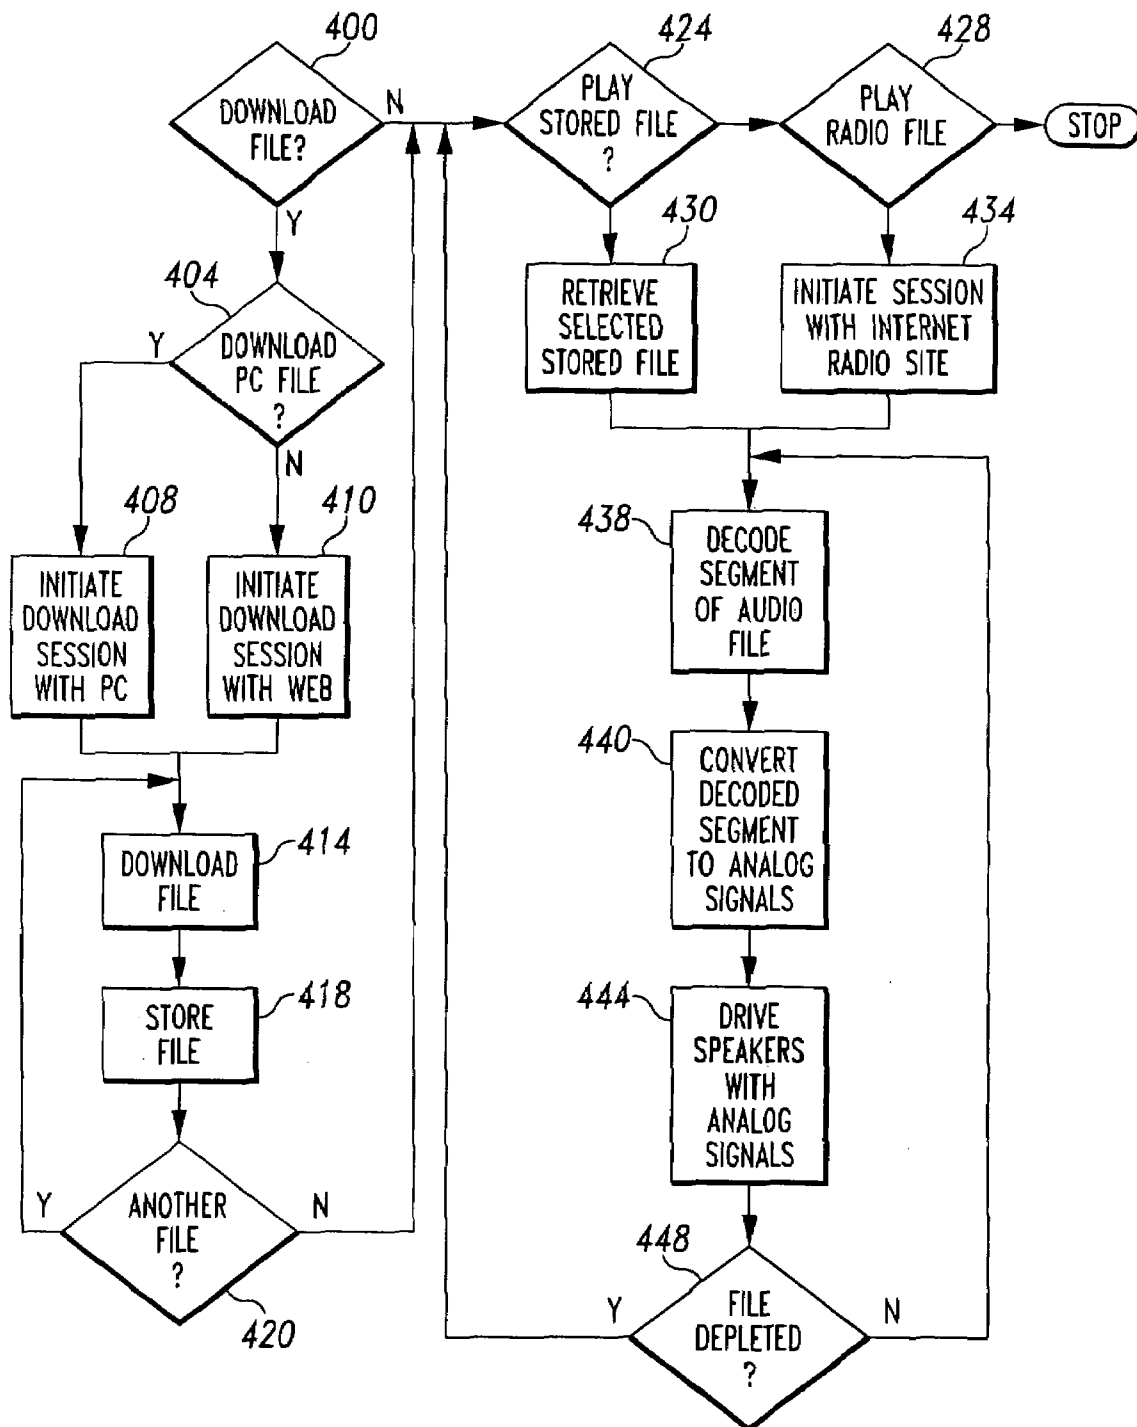 400
DOWNLOAD
FILE?
N
Y
424
PLAY
STORED FILE
?
428
PLAY
RADIO FILE
STOP
404
DOWNLOAD
PC FILE
?
Y
N
430
RETRIEVE
SELECTED
STORED FILE
434
INITIATE SESSION
WITH INTERNET
RADIO SITE
408
INITIATE
DOWNLOAD
SESSION
WITH PC
410
INITIATE
DOWNLOAD
SESSION
WITH WEB
414
DOWNLOAD
FILE
418
STORE
FILE
ANOTHER
FILE
?
Y
N
420
438
DECODE
SEGMENT
OF AUDIO
FILE
440
CONVERT
DECODED
SEGMENT
TO ANALOG
SIGNALS
444
DRIVE
SPEAKERS
WITH
ANALOG
SIGNALS
448
FILE
DEPLETED
?
Y
N